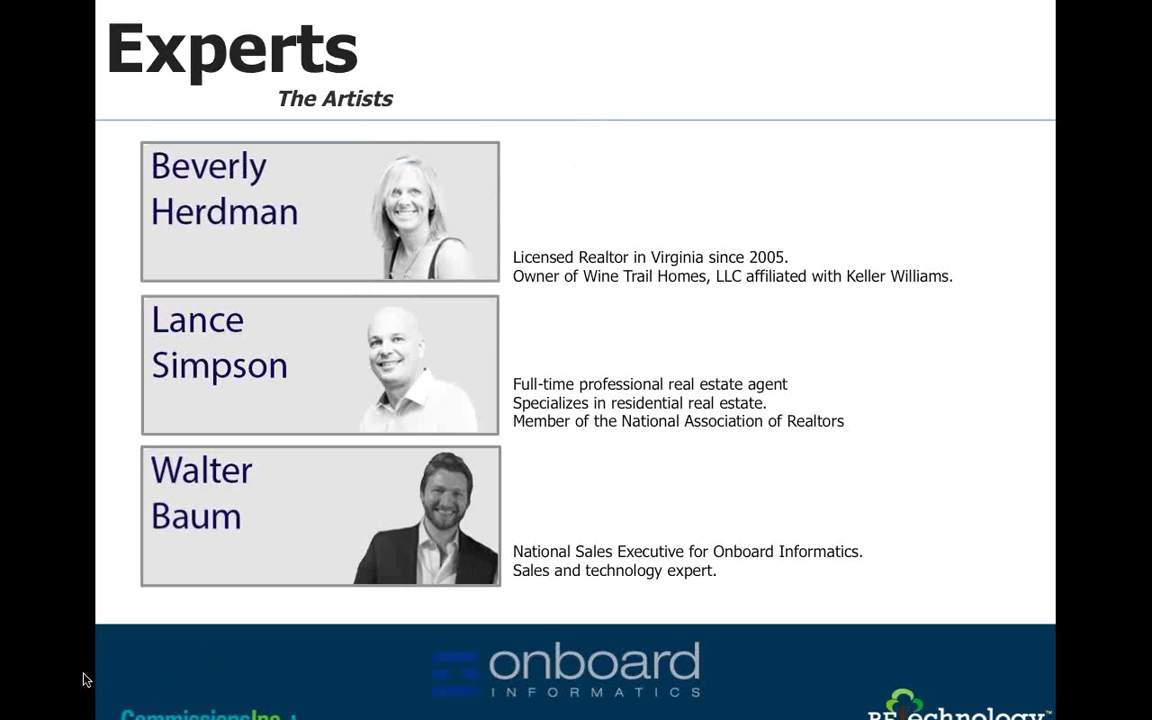 Experts
The Artists
Beverly
Herdman
Licensed Realtor in Virginia since 2005.
Owner of Wine Trail Homes, LLC affiliated with Keller Williams.
Lance
Simpson
Full-time professional real estate agent
Specializes in residential real estate.
Member of the National Association of Realtors
Walter
Baum
National Sales Executive for Onboard Informatics.
Sales and technology expert.
onboard
INFORMATICS
CommissionsInc
RETechnology™